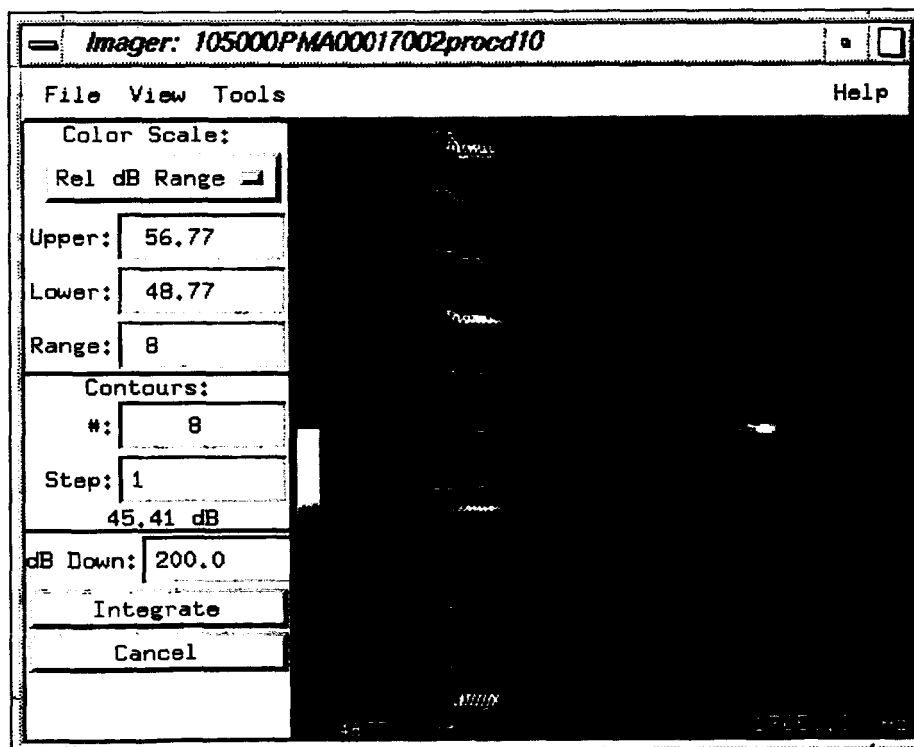 Imager: 105000PMA00017002procd10
File View Tools Help
Color Scale:
Rel dB Range
Upper: 56.77
Lower: 48.77
Range: 8
Contours:
#: 8
Step: 1
45.41 dB
dB Down: 200.0
Integrate
Cancel